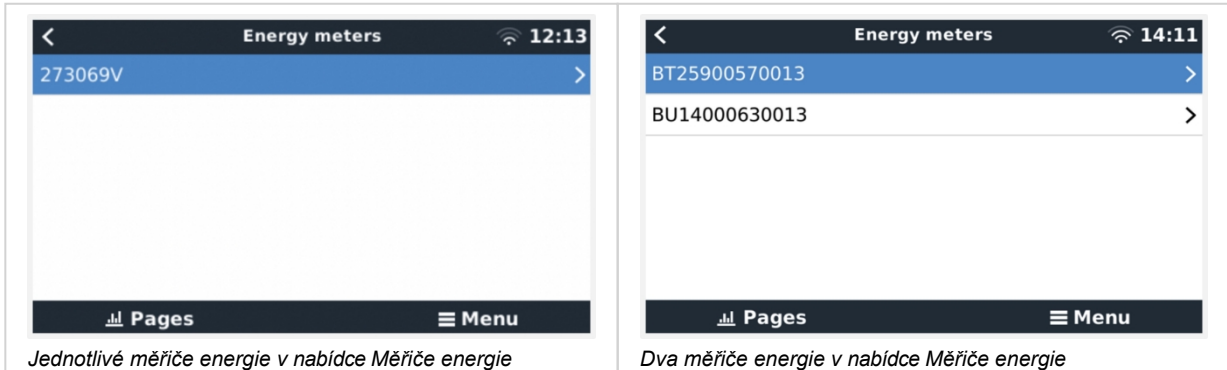 Energy meters 12:13
273069V
Pages Menu
Jednotlivé měřiče energie v nabídce Měřiče energie
Energy meters 14:11
BT25900570013
BU14000630013
Pages Menu
Dva měřiče energie v nabídce Měřiče energie